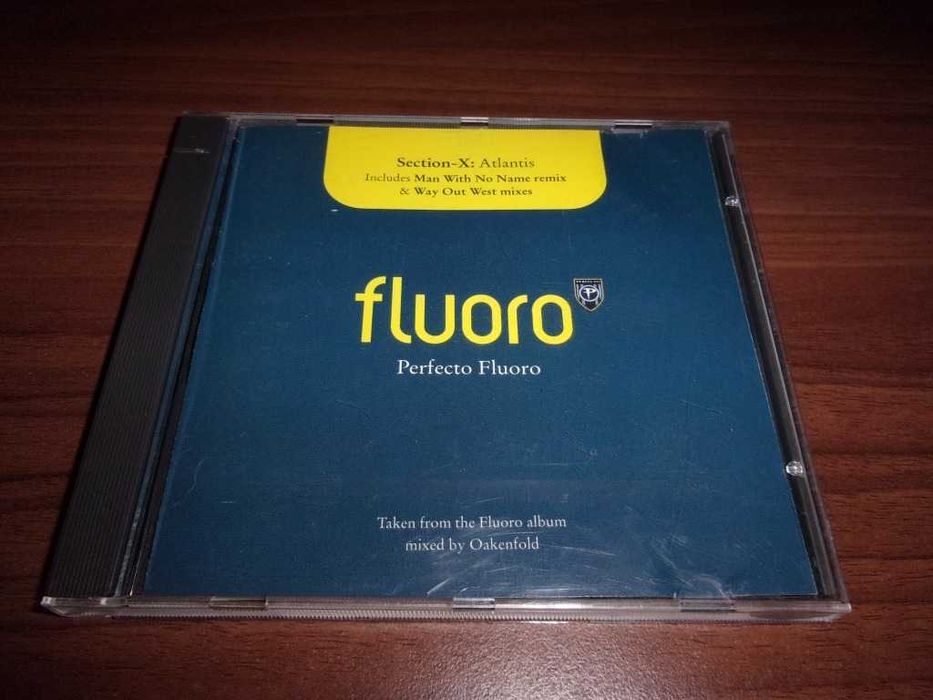 Section-X: Atlantis
Includes Man With No Name remix
& Way Out West mixes
fluoro
Perfecto Fluoro
Taken from the Fluoro album
mixed by Oakenfold